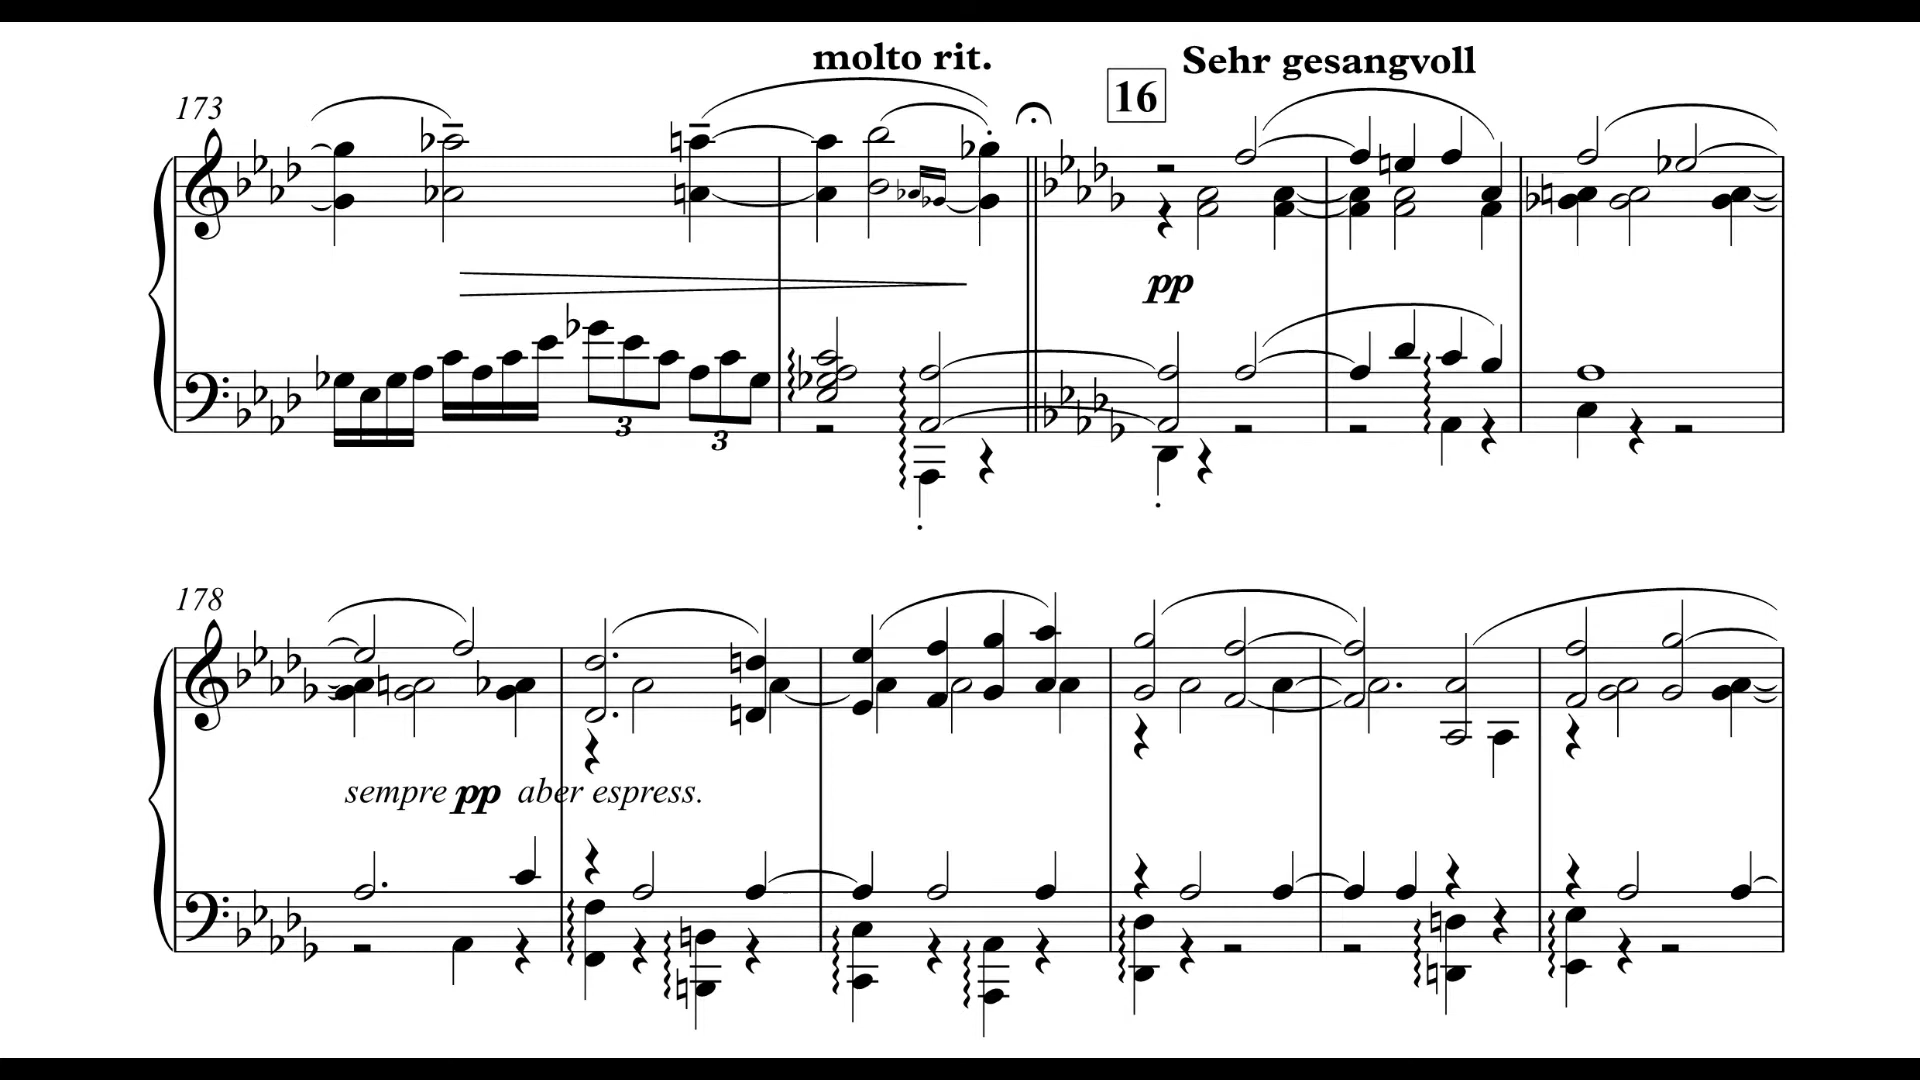 molto rit.
16
Sehr gesangvoll
173
3
3
pp
178
sempre pp aber espress.